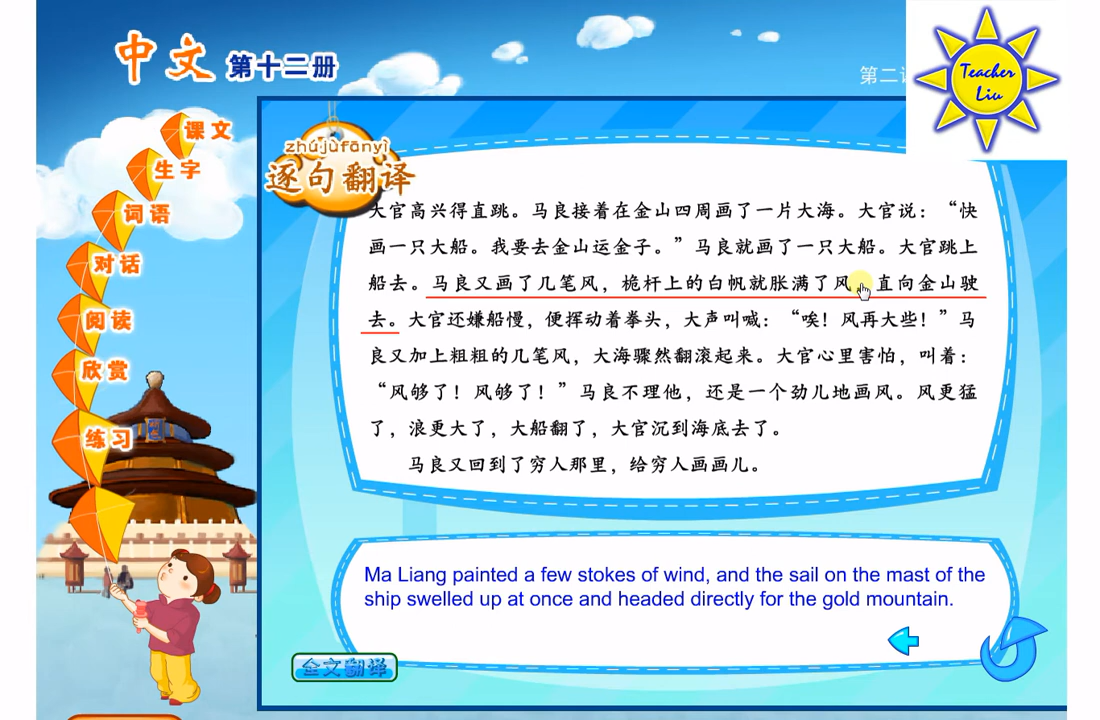 中文 第十二册
第二
Teacher
Liu
课文
生字
词语
对话
阅读
欣赏
练习
zhújùfānyì
逐句翻译
大官高兴得直跳。马良接着在金山四周画了一片大海。大官说：“快
画一只大船。我要去金山运金子。”马良就画了一只大船。大官跳上
船去。马良又画了几笔风，桅杆上的白帆就胀满了风，直向金山驶
去。大官还嫌船慢，便挥动着拳头，大声叫喊：“唉！风再大些！”马
良又加上粗粗的几笔风，大海骤然翻滚起来。大官心里害怕，叫着：
“风够了！风够了！”马良不理他，还是一个劲儿地画风。风更猛
了，浪更大了，大船翻了，大官沉到海底去了。
马良又回到了穷人那里，给穷人画画儿。
Ma Liang painted a few stokes of wind, and the sail on the mast of the
ship swelled up at once and headed directly for the gold mountain.
全文翻译